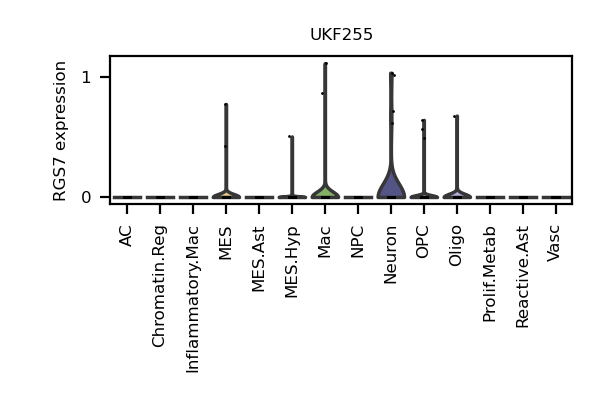 UKF255
RGS7 expression
1
0
AC
Chromatin.Reg
Inflammatory.Mac
MES
MES.Ast
MES.Hyp
Mac
NPC
Neuron
OPC
Oligo
Prolif.Metab
Reactive.Ast
Vasc